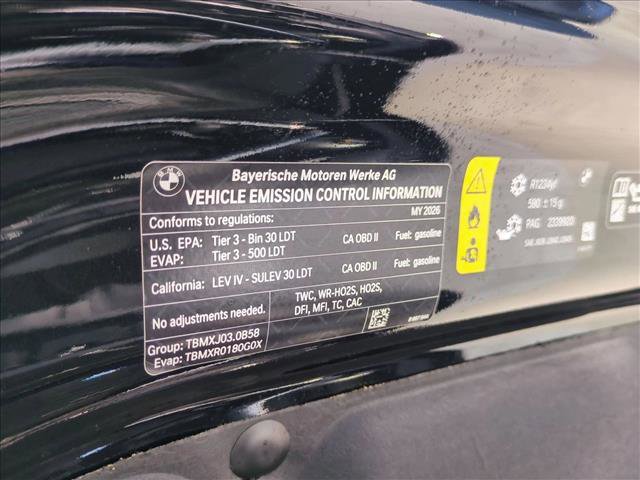 BMW
Bayerische Motoren Werke AG
VEHICLE EMISSION CONTROL INFORMATION
Conforms to regulations: MY 2026
U.S. EPA: Tier 3 - Bin 30 LDT CA OBD II Fuel: gasoline
EVAP: Tier 3 - 500 LDT
California: LEV IV - SULEV 30 LDT CA OBD II Fuel: gasoline
No adjustments needed.
TWC, WR-HO2S, HO2S,
DFI, MFI, TC, CAC
Group: TBMXJ03.0B58
Evap: TBMXR0180G0X
R1234yf
590 ± 15 g
PAG